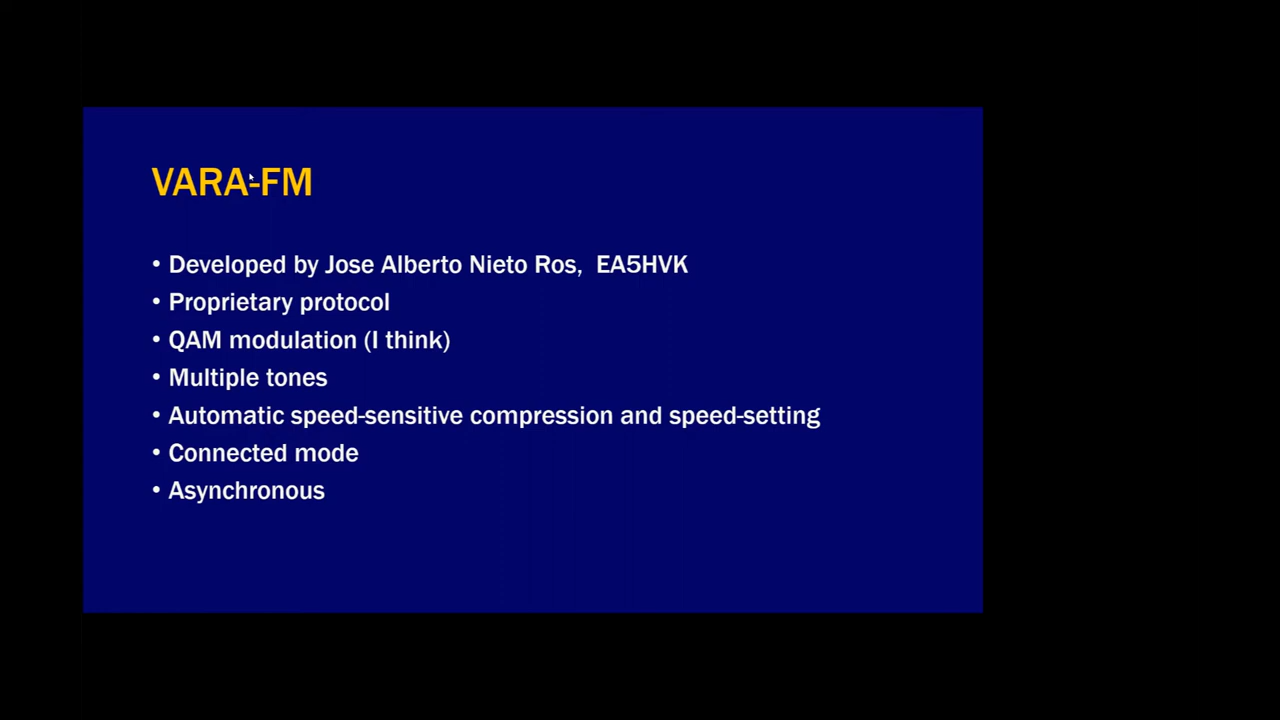 VARA-FM
• Developed by Jose Alberto Nieto Ros,  EA5HVK
• Proprietary protocol
• QAM modulation (I think)
• Multiple tones
• Automatic speed-sensitive compression and speed-setting
• Connected mode
• Asynchronous